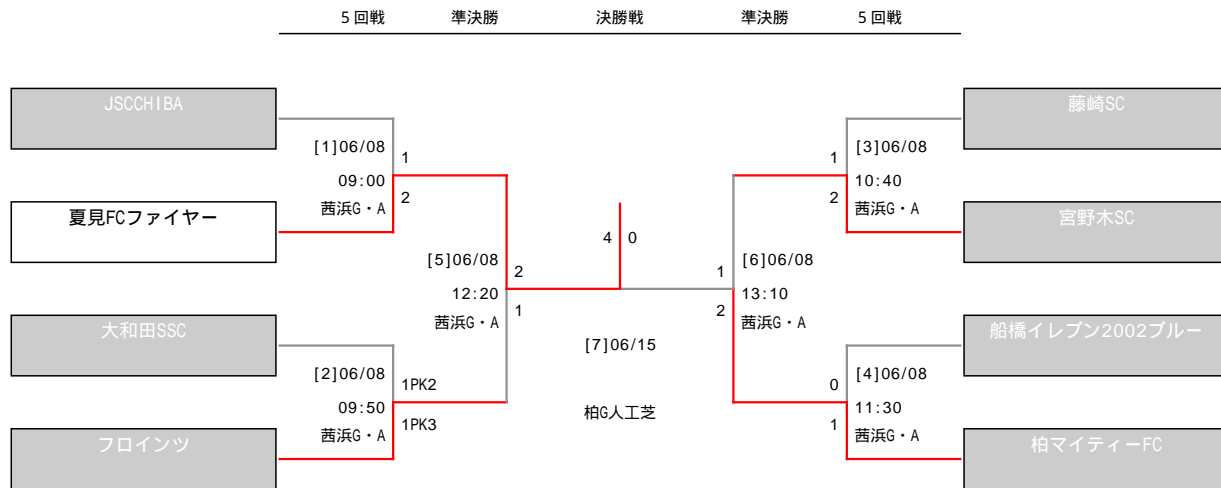 5回戦 準決勝 決勝戦 準決勝 5回戦
JSCCHIBA
藤崎SC
[1]06/08
1
09:00
2
茜浜G・A
1
[3]06/08
2
10:40
茜浜G・A
夏見FCファイヤー
宮野木SC
4 0
[5]06/08
2
12:20
1
茜浜G・A
1
[6]06/08
2
13:10
茜浜G・A
大和田SSC
船橋イレブン2002ブルー
[7]06/15
柏G人工芝
[2]06/08
1PK2
09:50
1PK3
茜浜G・A
0
[4]06/08
1
11:30
茜浜G・A
フロインツ
柏マイティーFC